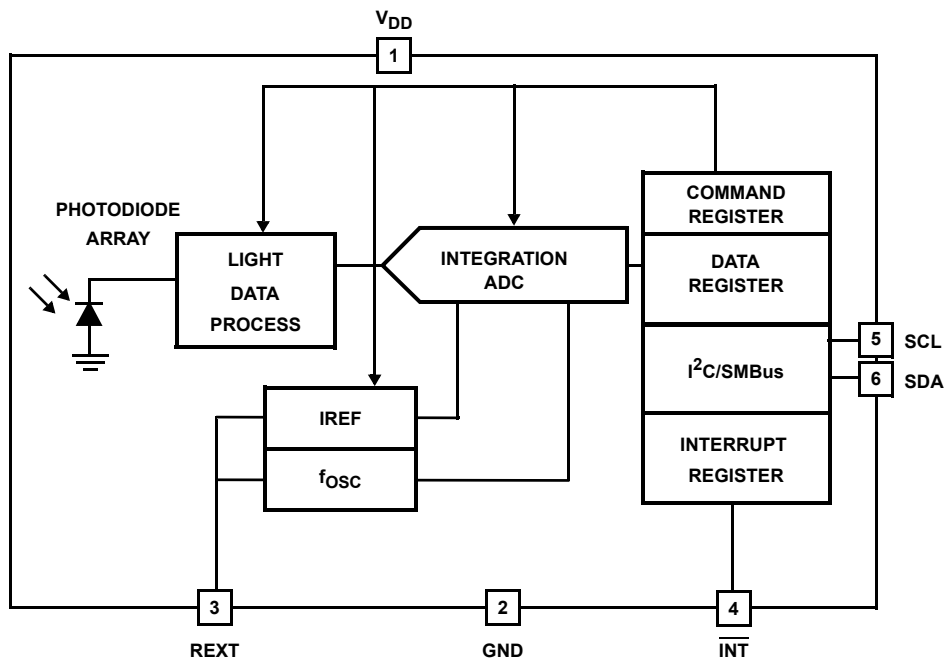 VDD
1
COMMAND
REGISTER
PHOTODIODE
ARRAY
LIGHT
DATA
PROCESS
INTEGRATION
ADC
DATA
REGISTER
5 SCL
I²C/SMBus
6 SDA
IREF
fOSC
INTERRUPT
REGISTER
3
2
4
REXT
GND
I̅N̅T̅